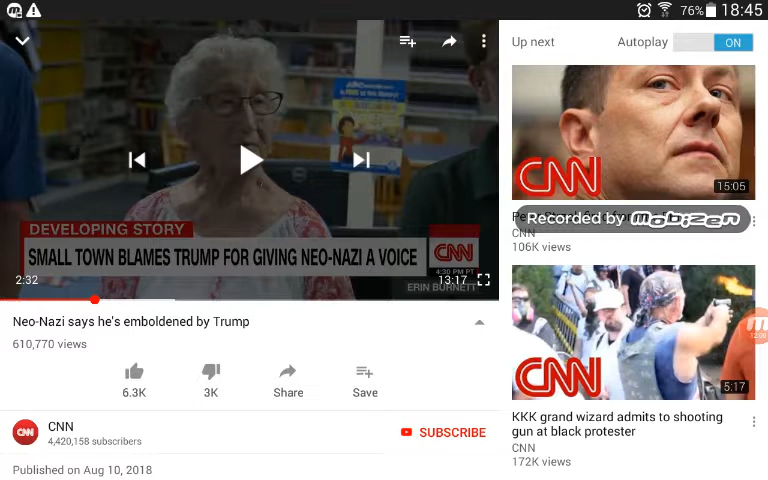 76% 18:45
DEVELOPING STORY
SMALL TOWN BLAMES TRUMP FOR GIVING NEO-NAZI A VOICE
CNN
4:30 PM PT
2:32
13:17
ERIN BURNETT
Neo-Nazi says he's emboldened by Trump
610,770 views
6.3K
3K
Share
Save
CNN
CNN
4,420,158 subscribers
SUBSCRIBE
Published on Aug 10, 2018
Up next
Autoplay
ON
CNN
15:05
Recorded by mobizen
CNN
106K views
CNN
5:17
12:00
KKK grand wizard admits to shooting
gun at black protester
CNN
172K views